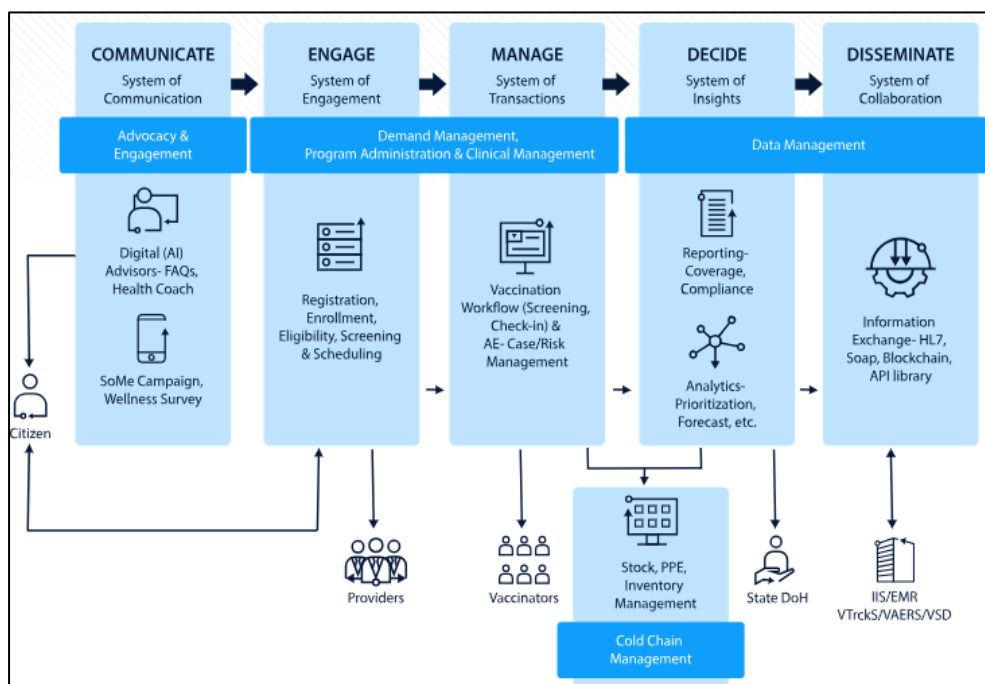 COMMUNICATE
System of
Communication
ENGAGE
System of
Engagement
MANAGE
System of
Transactions
DECIDE
System of
Insights
DISSEMINATE
System of
Collaboration
Advocacy &
Engagement
Demand Management,
Program Administration & Clinical Management
Data Management
Digital (AI)
Advisors- FAQs,
Health Coach
SoMe Campaign,
Wellness Survey
Registration,
Enrollment,
Eligibility, Screening
& Scheduling
Vaccination
Workflow (Screening,
Check-in) &
AE- Case/Risk
Management
Reporting-
Coverage,
Compliance
Analytics-
Prioritization,
Forecast, etc.
Information
Exchange- HL7,
Soap, Blockchain,
API library
Citizen
Providers
Vaccinators
Stock, PPE,
Inventory
Management
Cold Chain
Management
State DoH
IIS/EMR
VTrckS/VAERS/VSD